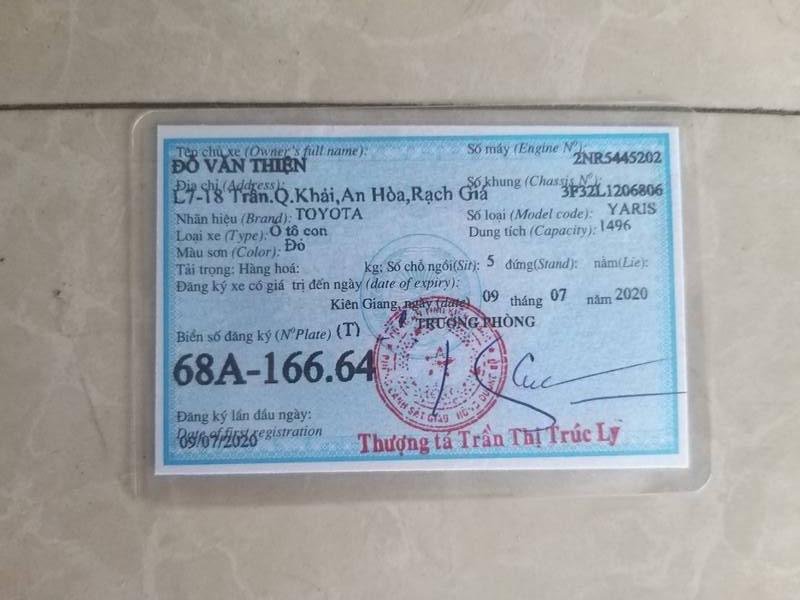 Tên chủ xe (Owner's full name):
ĐỖ VĂN THIỆN
Số máy (Engine Nº):
2NR5445202
Địa chỉ (Address):
L7-18 Trần.Q.Khải,An Hòa,Rạch Giá
Số khung (Chassis Nº):
3F3ZL1206806
Nhãn hiệu (Brand): TOYOTA
Số loại (Model code): YARIS
Loại xe (Type): Ô tô con
Dung tích (Capacity): 1496
Màu sơn (Color): Đỏ
Tải trọng: Hàng hoá: kg; Số chỗ ngồi(Sit): 5 đứng(Stand): nằm(Lie):
Đăng ký xe có giá trị đến ngày (date of expiry):
Kiên Giang, ngày (date) 09 tháng 07 năm 2020
TRƯỞNG PHÒNG
Biển số đăng ký (NºPlate) (T)
68A-166.64
Đăng ký lần đầu ngày:
Date of first registration
09/07/2020
Thượng tá Trần Thị Trúc Ly